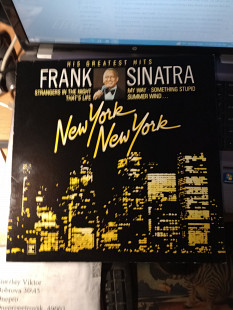 HIS GREATEST HITS
FRANK SINATRA
STRANGERS IN THE NIGHT MY WAY · SOMETHING STUPID
THAT'S LIFE SUMMER WIND...
New York
New York
Viktor